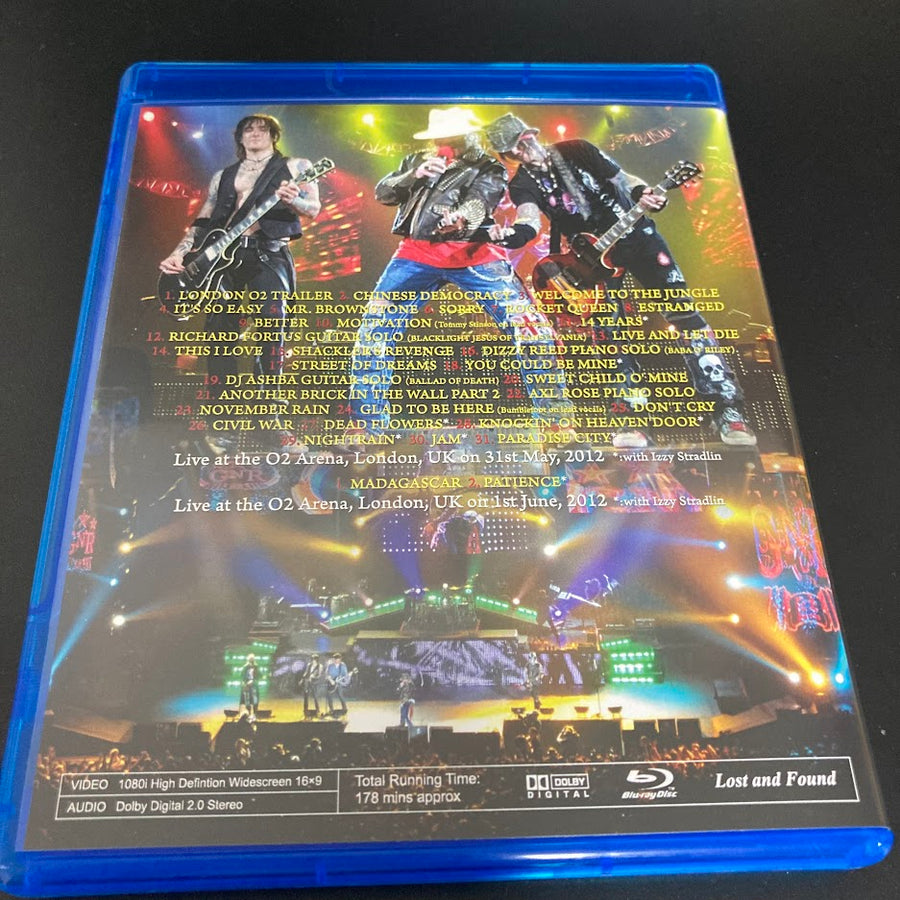 1. LONDON O2 TRAILER 2. CHINESE DEMOCRACY 3. WELCOME TO THE JUNGLE
4. IT'S SO EASY 5. MR. BROWNSTONE 6. SORRY ROCKET QUEEN 8. ESTRANGED
9. BETTER 10. MOTIVATION (Tommy Stinson on lead vocals) 14 YEARS*
12. RICHARD FORTUS GUITAR SOLO (BLACKLIGHT JESUS OF TRANSYLVANIA) 13. LIVE AND LET DIE
14. THIS I LOVE 15. SHACKLER'S REVENGE 16. DIZZY REED PIANO SOLO (BABA O' RILEY)
17. STREET OF DREAMS 18. YOU COULD BE MINE*
19. DJ ASHBA GUITAR SOLO (BALLAD OF DEATH) 20. SWEET CHILD O' MINE
21. ANOTHER BRICK IN THE WALL PART 2 22. AXL ROSE PIANO SOLO
23. NOVEMBER RAIN 24. GLAD TO BE HERE (Bumblefoot on lead vocals) 25. DON'T CRY
26. CIVIL WAR 27. DEAD FLOWERS* 28. KNOCKIN' ON HEAVEN'DOOR*
29. NIGHTRAIN* 30. JAM* 31. PARADISE CITY*
Live at the O2 Arena, London, UK on 31st May, 2012 *:with Izzy Stradlin
MADAGASCAR 2. PATIENCE*
Live at the O2 Arena, London, UK on 1st June, 2012 *:with Izzy Stradlin
VIDEO 1080i High Defintion Widescreen 16×9
AUDIO Dolby Digital 2.0 Stereo
Total Running Time:
178 mins approx
DOLBY
DIGITAL
Blu-ray Disc
Lost and Found